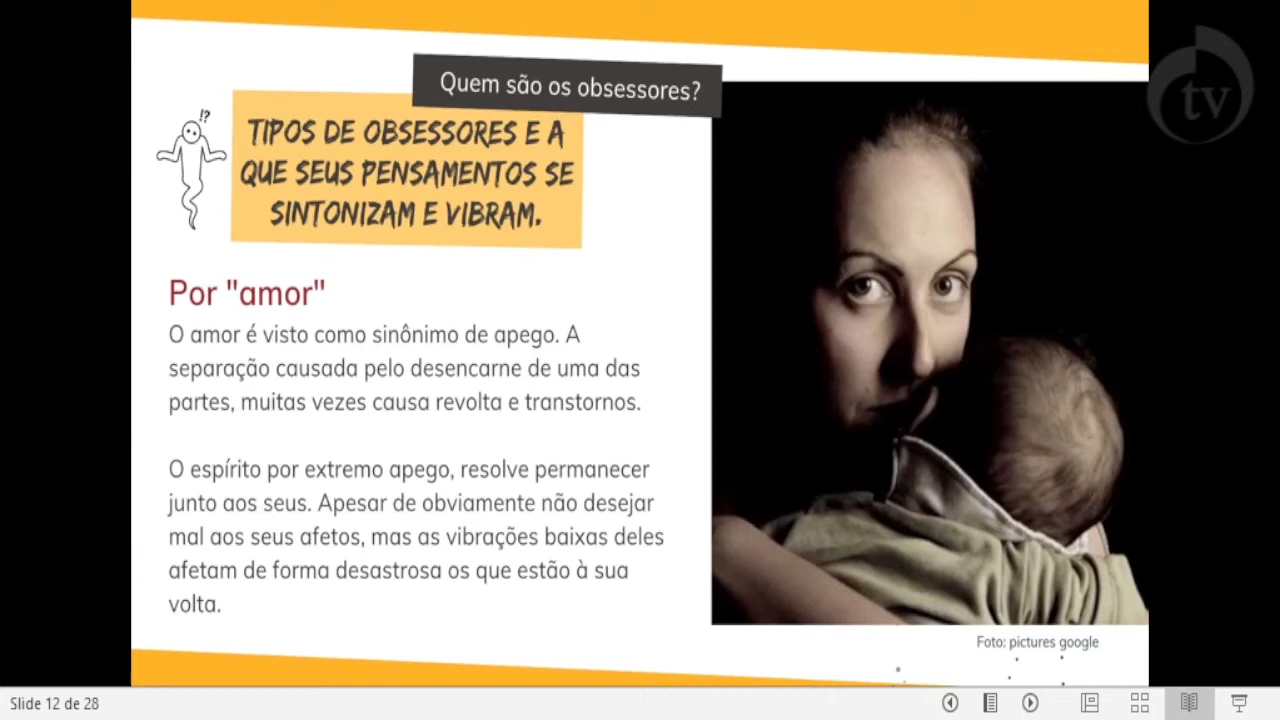 Quem são os obsessores?
tv
!?
TIPOS DE OBSESSORES E A
QUE SEUS PENSAMENTOS SE
SINTONIZAM E VIBRAM.
Por "amor"
O amor é visto como sinônimo de apego. A
separação causada pelo desencarne de uma das
partes, muitas vezes causa revolta e transtornos.
O espírito por extremo apego, resolve permanecer
junto aos seus. Apesar de obviamente não desejar
mal aos seus afetos, mas as vibrações baixas deles
afetam de forma desastrosa os que estão à sua
volta.
Foto: pictures google
Slide 12 de 28